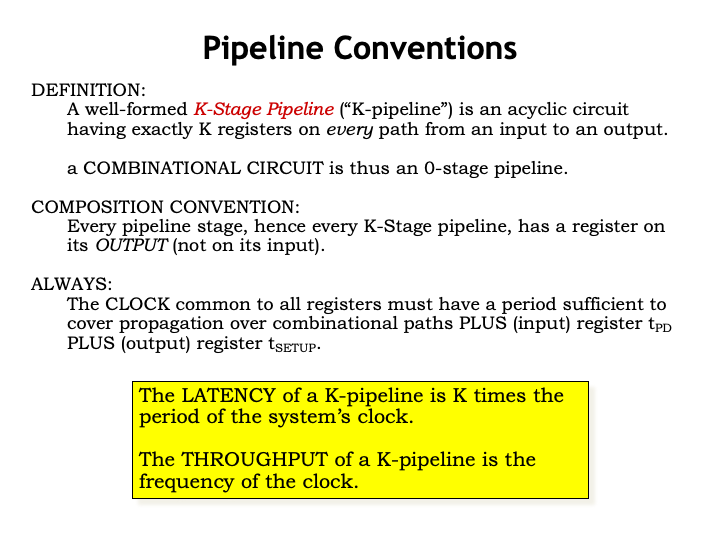 Pipeline Conventions
DEFINITION:
A well-formed K-Stage Pipeline (“K-pipeline”) is an acyclic circuit
having exactly K registers on every path from an input to an output.
a COMBINATIONAL CIRCUIT is thus an 0-stage pipeline.
COMPOSITION CONVENTION:
Every pipeline stage, hence every K-Stage pipeline, has a register on
its OUTPUT (not on its input).
ALWAYS:
The CLOCK common to all registers must have a period sufficient to
cover propagation over combinational paths PLUS (input) register tPD
PLUS (output) register tSETUP.
The LATENCY of a K-pipeline is K times the
period of the system’s clock.
The THROUGHPUT of a K-pipeline is the
frequency of the clock.